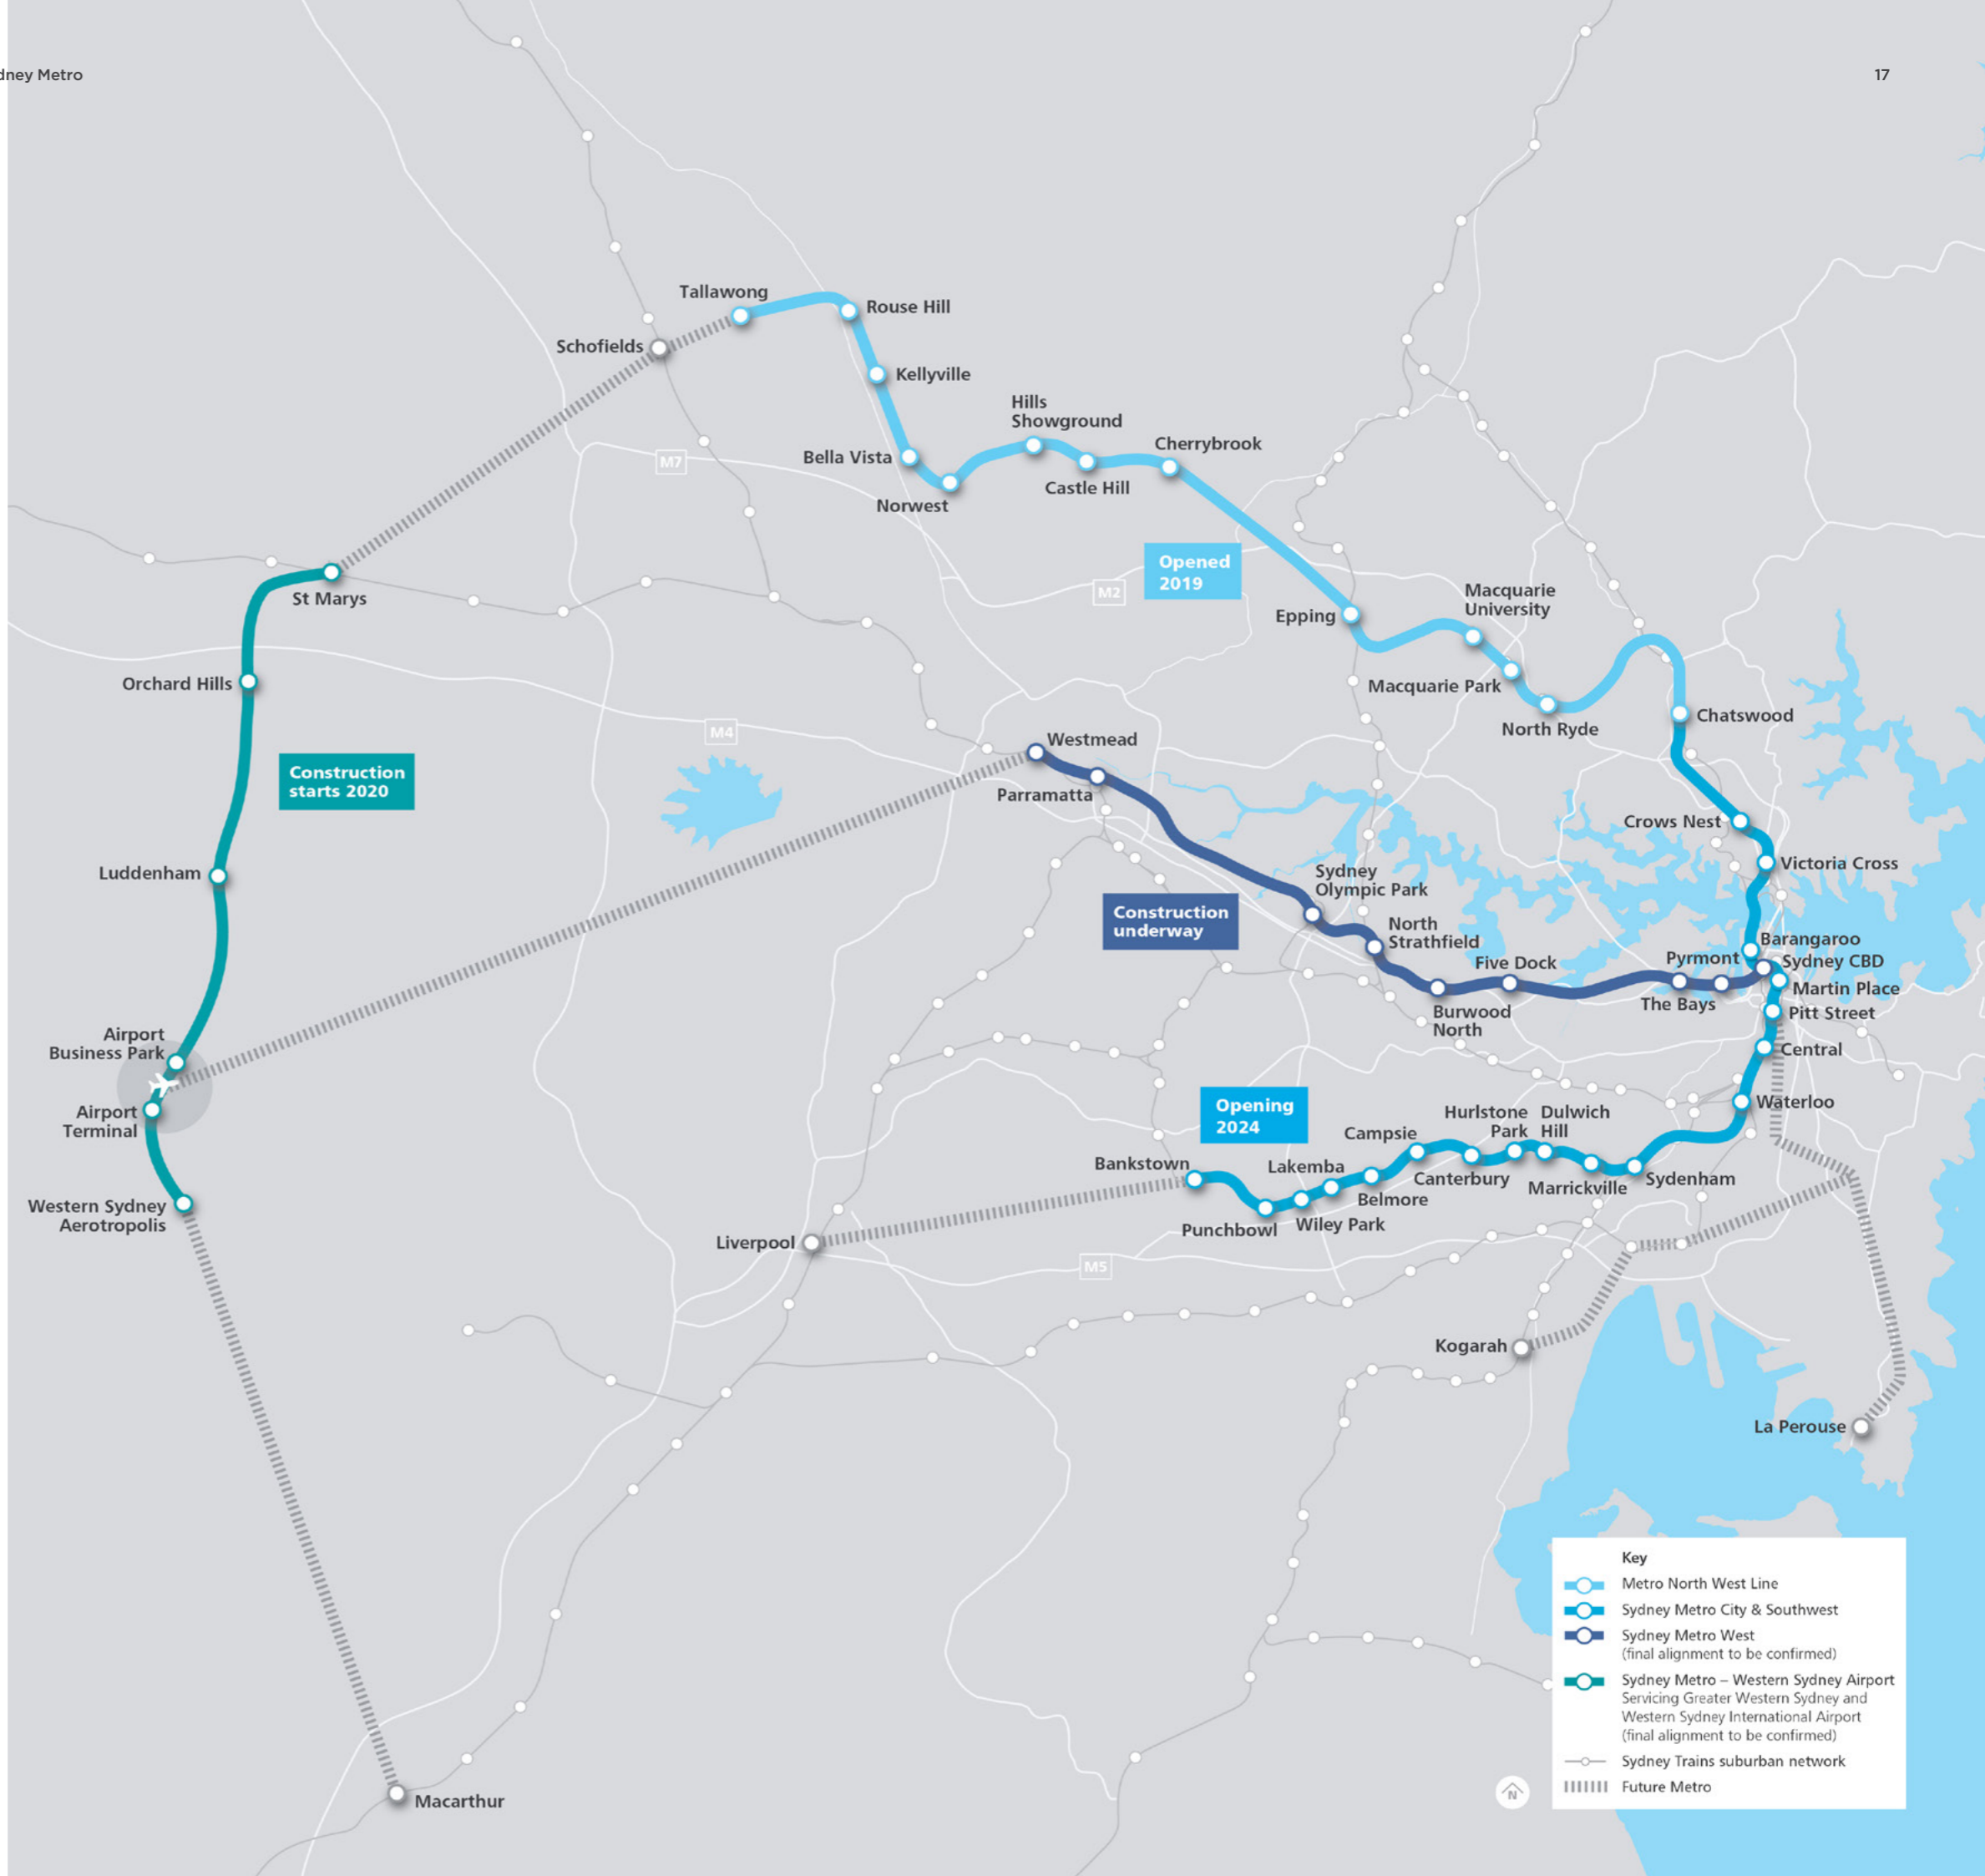 dney Metro
17
Tallawong
Rouse Hill
Schofields
Kellyville
Hills
Showground
Cherrybrook
Bella Vista
M7
Castle Hill
Norwest
Opened
2019
St Marys
M2
Macquarie
University
Epping
Orchard Hills
Macquarie Park
Chatswood
North Ryde
M4
Westmead
Construction
starts 2020
Parramatta
Crows Nest
Victoria Cross
Luddenham
Sydney
Olympic Park
Construction
underway
North
Strathfield
Barangaroo
Pyrmont
Sydney CBD
Five Dock
Martin Place
The Bays
Pitt Street
Burwood
North
Airport
Business Park
Central
Airport
Terminal
Opening
2024
Waterloo
Hurlstone
Park
Dulwich
Hill
Campsie
Bankstown
Lakemba
Canterbury
Sydenham
Marrickville
Belmore
Western Sydney
Aerotropolis
Punchbowl
Wiley Park
Liverpool
M5
Kogarah
La Perouse
Key
Metro North West Line
Sydney Metro City & Southwest
Sydney Metro West
(final alignment to be confirmed)
Sydney Metro – Western Sydney Airport
Servicing Greater Western Sydney and
Western Sydney International Airport
(final alignment to be confirmed)
Sydney Trains suburban network
Future Metro
N
Macarthur